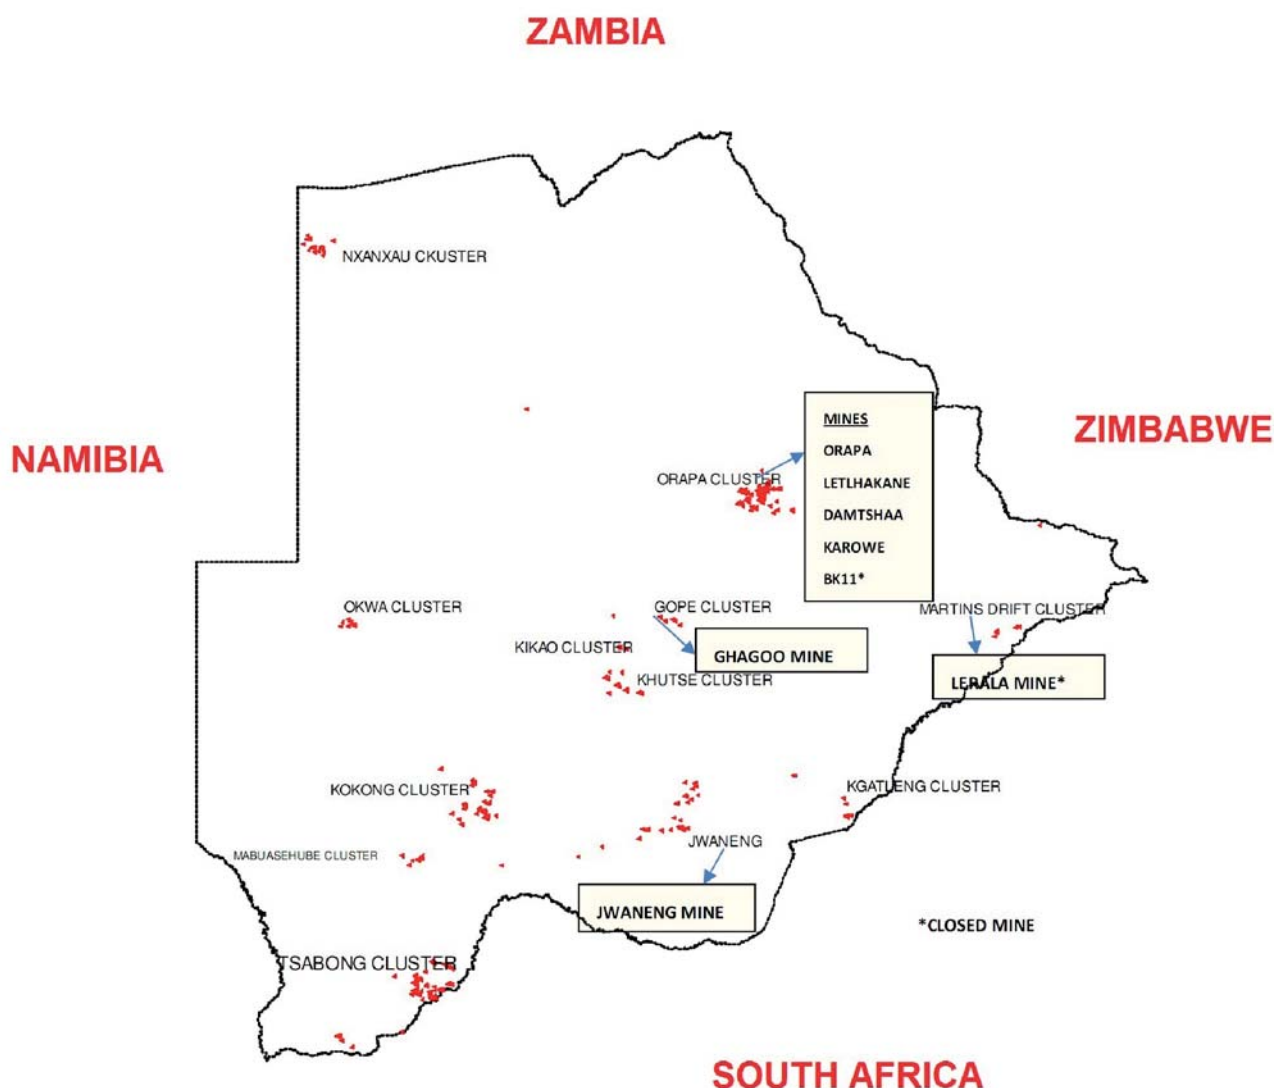 ZAMBIA
NXANXAU CKUSTER
MINES
ORAPA
LETLHAKANE
DAMTSHAA
KAROWE
BK11*
ZIMBABWE
NAMIBIA
ORAPA CLUSTER
OKWA CLUSTER
GOPE CLUSTER
MARTINS DRIFT CLUSTER
KIKAO CLUSTER
GHAGOO MINE
KHUTSE CLUSTER
LERALA MINE*
KOKONG CLUSTER
KGATLENG CLUSTER
JWANENG
MABUASEHUBE CLUSTER
JWANENG MINE
*CLOSED MINE
TSABONG CLUSTER
SOUTH AFRICA